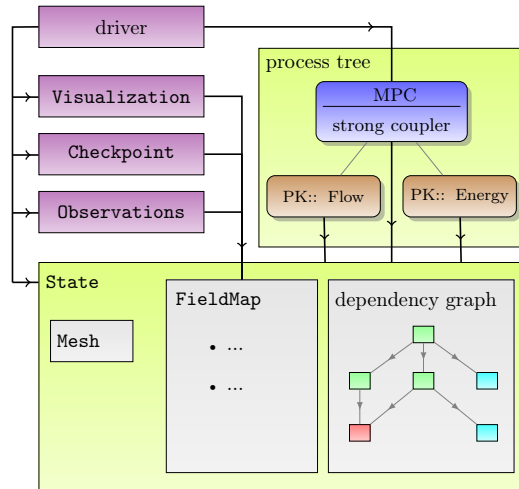 driver
process tree
MPC
strong coupler
Visualization
Checkpoint
PK:: Flow
PK:: Energy
Observations
State
FieldMap
dependency graph
Mesh
• ...
• ...